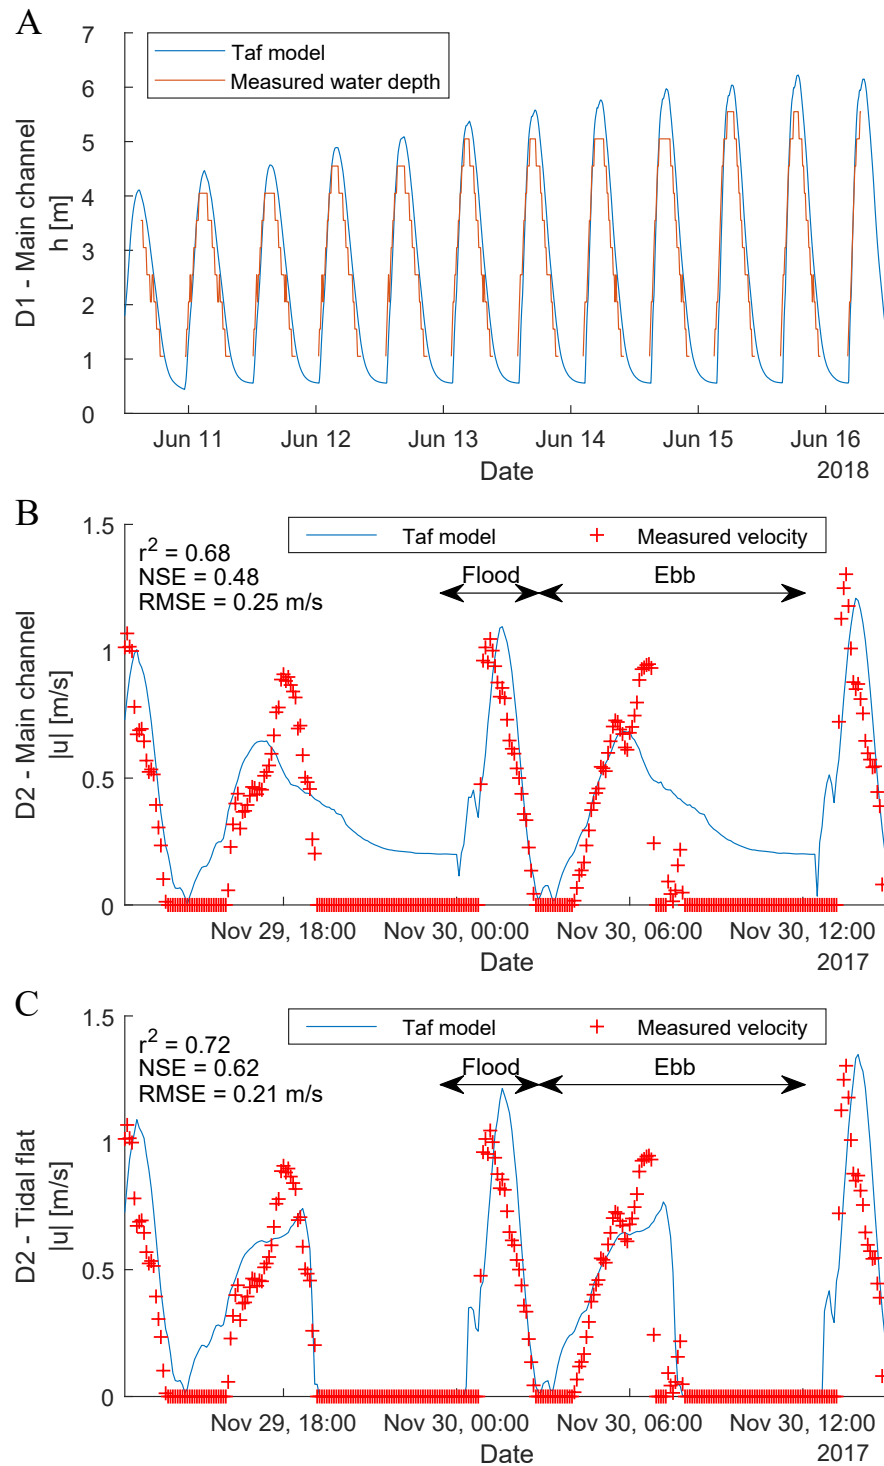 A
7
6
5
4
3
2
1
0
D1 - Main channel
h [m]
Taf model
Measured water depth
Jun 11 Jun 12 Jun 13 Jun 14 Jun 15 Jun 16
Date 2018
B
1.5
1
0.5
0
D2 - Main channel
|u| [m/s]
Taf model Measured velocity
r² = 0.68
NSE = 0.48
RMSE = 0.25 m/s
Flood Ebb
Nov 29, 18:00 Nov 30, 00:00 Nov 30, 06:00 Nov 30, 12:00
Date 2017
C
1.5
1
0.5
0
D2 - Tidal flat
|u| [m/s]
Taf model Measured velocity
r² = 0.72
NSE = 0.62
RMSE = 0.21 m/s
Flood Ebb
Nov 29, 18:00 Nov 30, 00:00 Nov 30, 06:00 Nov 30, 12:00
Date 2017